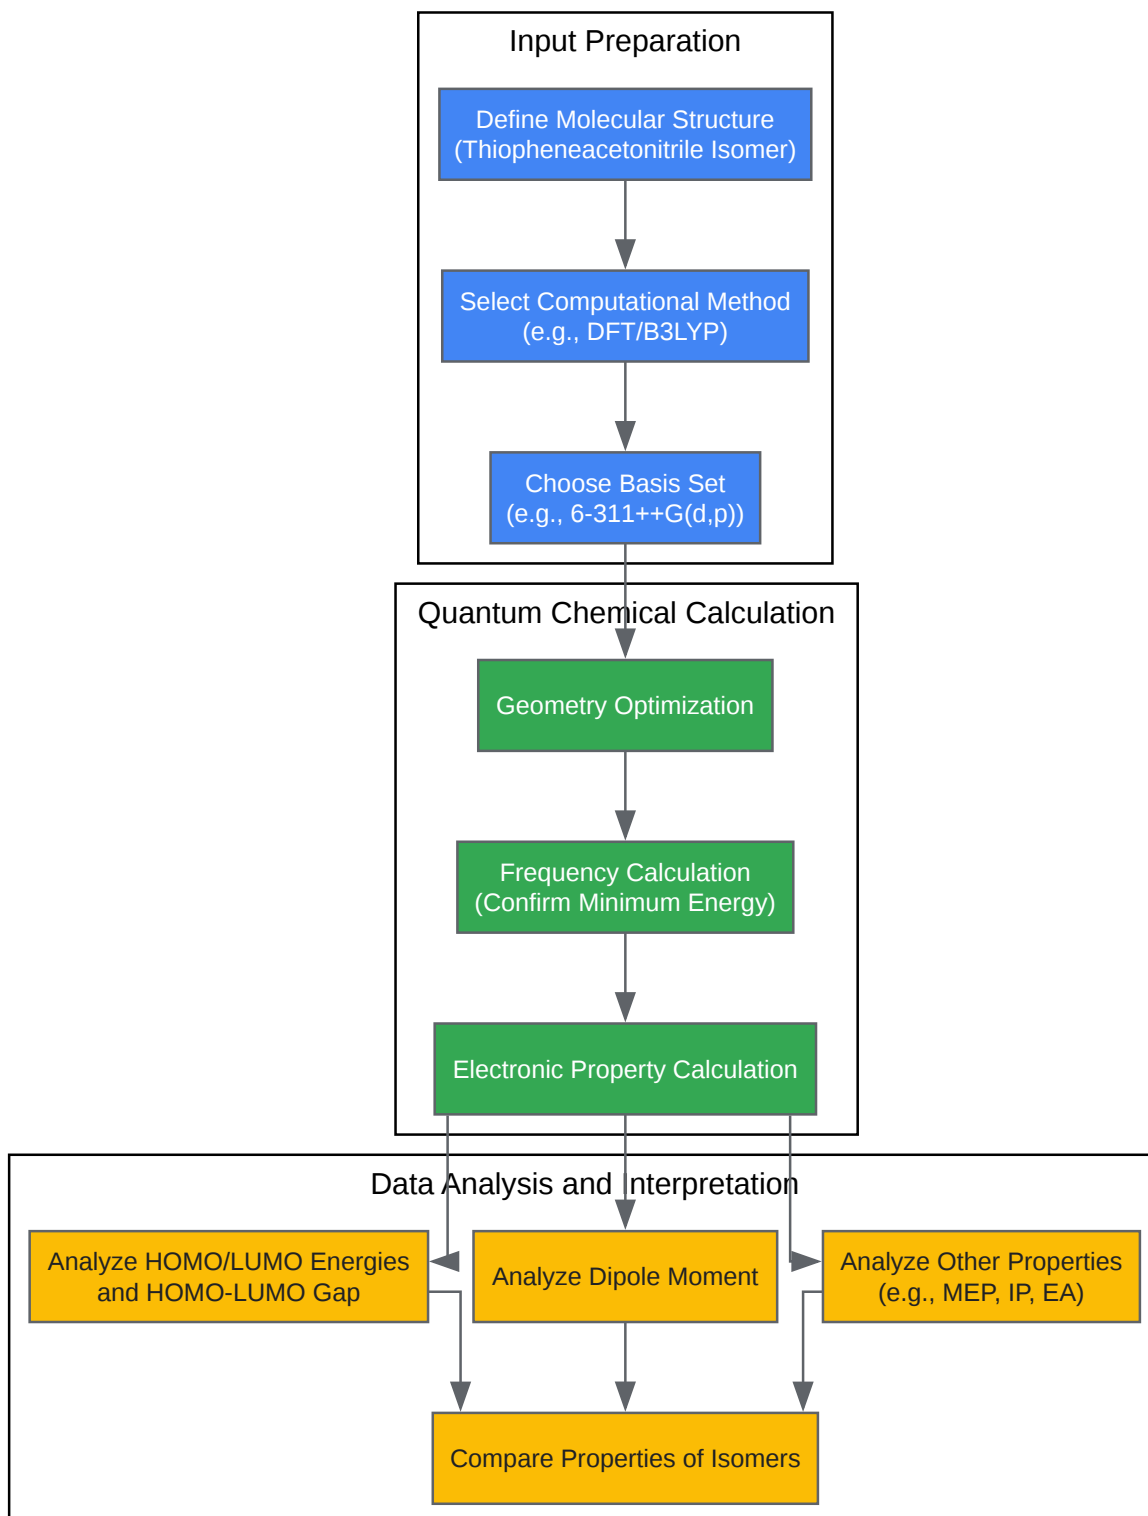 Input Preparation
Define Molecular Structure
(Thiopheneacetonitrile Isomer)
Select Computational Method
(e.g., DFT/B3LYP)
Choose Basis Set
(e.g., 6-311++G(d,p))
Quantum Chemical Calculation
Geometry Optimization
Frequency Calculation
(Confirm Minimum Energy)
Electronic Property Calculation
Data Analysis and Interpretation
Analyze HOMO/LUMO Energies
and HOMO-LUMO Gap
Analyze Dipole Moment
Analyze Other Properties
(e.g., MEP, IP, EA)
Compare Properties of Isomers